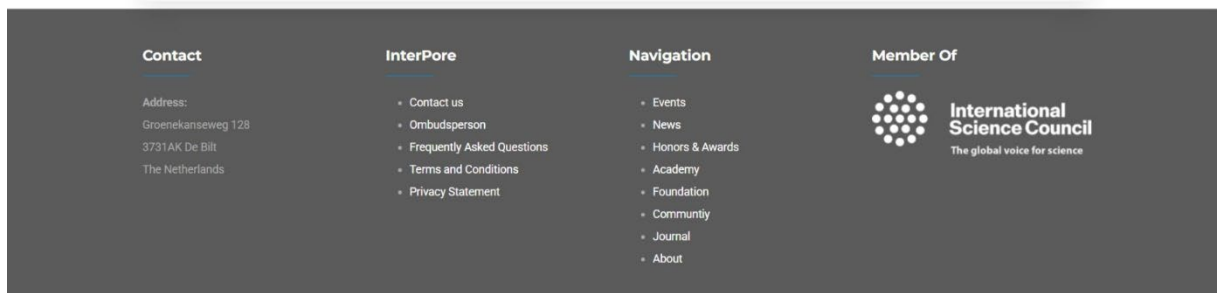 Contact
Address:
Groenekanseweg 128
3731AK De Bilt
The Netherlands
InterPore
Contact us
Ombudsperson
Frequently Asked Questions
Terms and Conditions
Privacy Statement
Navigation
Events
News
Honors & Awards
Academy
Foundation
Communtiy
Journal
About
Member Of
International
Science Council
The global voice for science